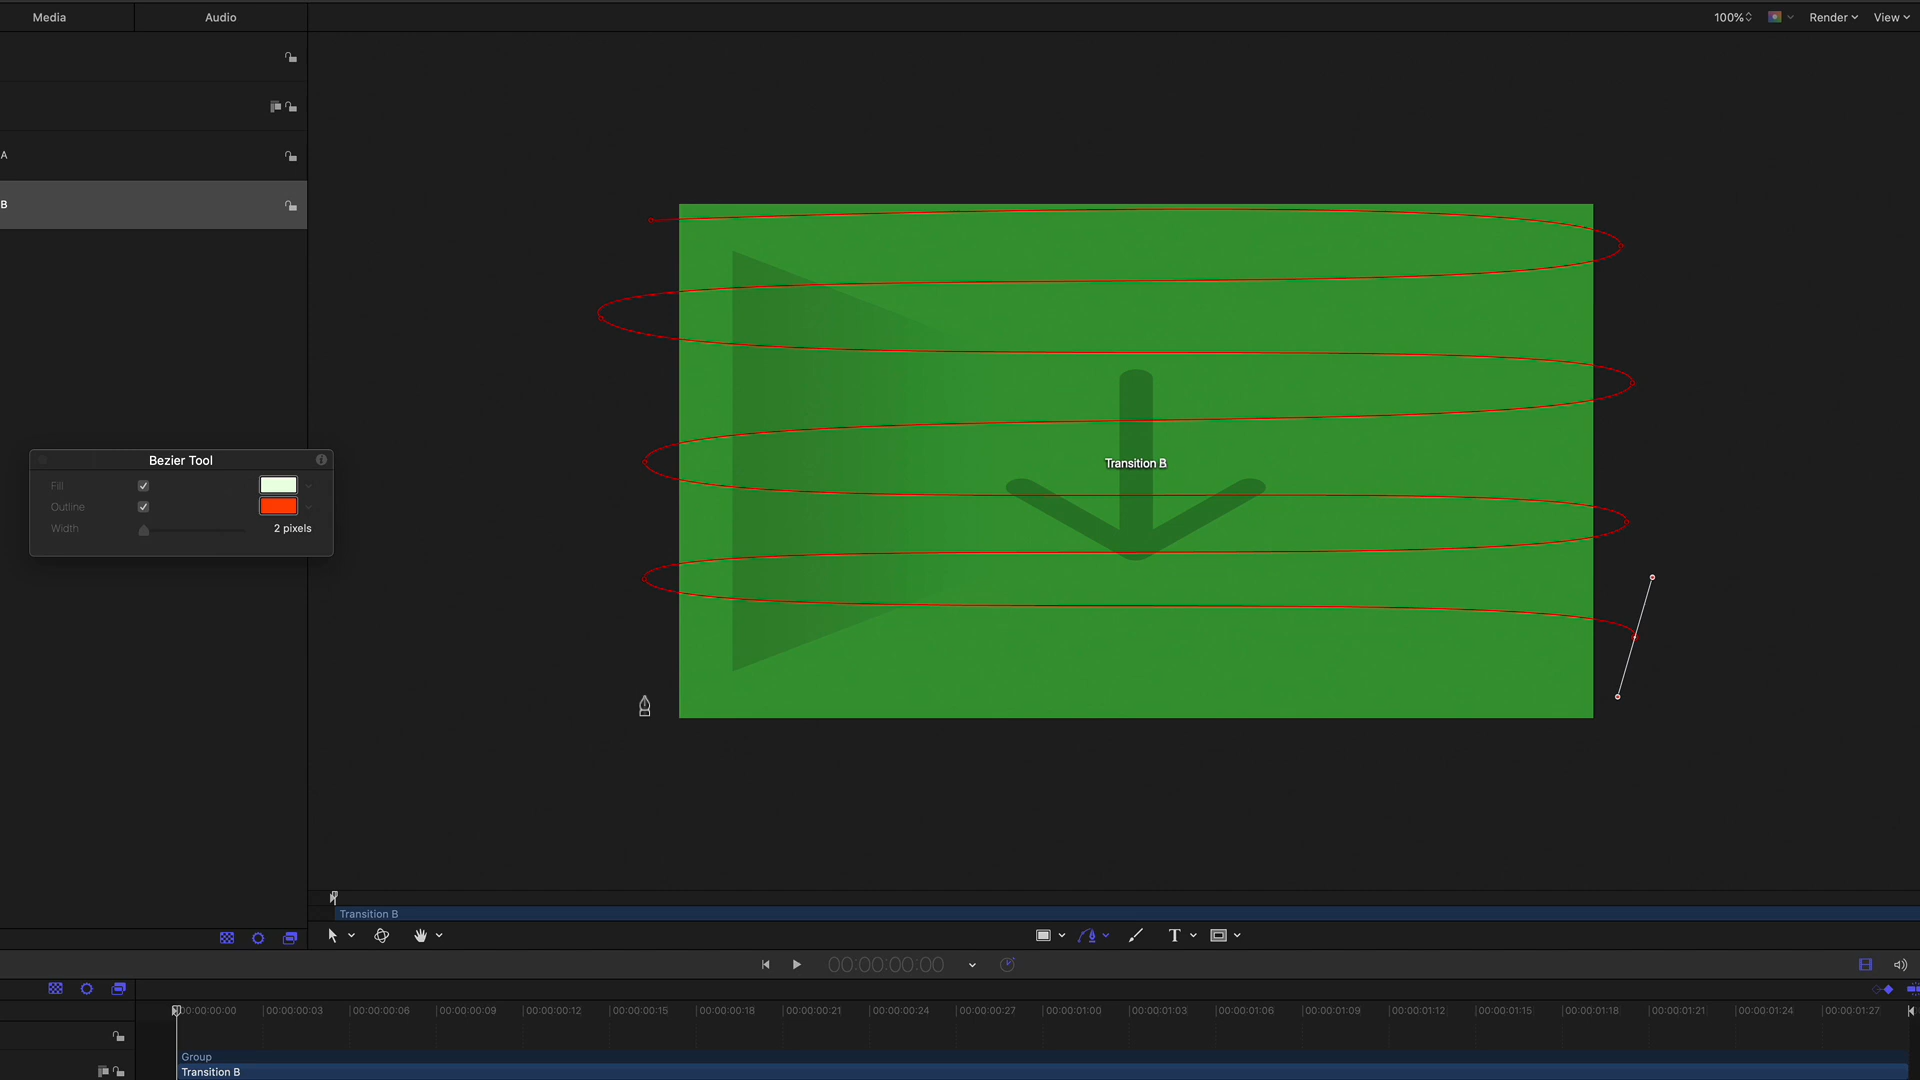 Media
Audio
100%
Render
View
A
B
Transition B
Bezier Tool
Fill
Outline
Width
2 pixels
Transition B
T
00:00:00:00
00:00:00:00
00:00:00:03
00:00:00:06
00:00:00:09
00:00:00:12
00:00:00:15
00:00:00:18
00:00:00:21
00:00:00:24
00:00:00:27
00:00:01:00
00:00:01:03
00:00:01:06
00:00:01:09
00:00:01:12
00:00:01:15
00:00:01:18
00:00:01:21
00:00:01:24
00:00:01:27
Group
Transition B